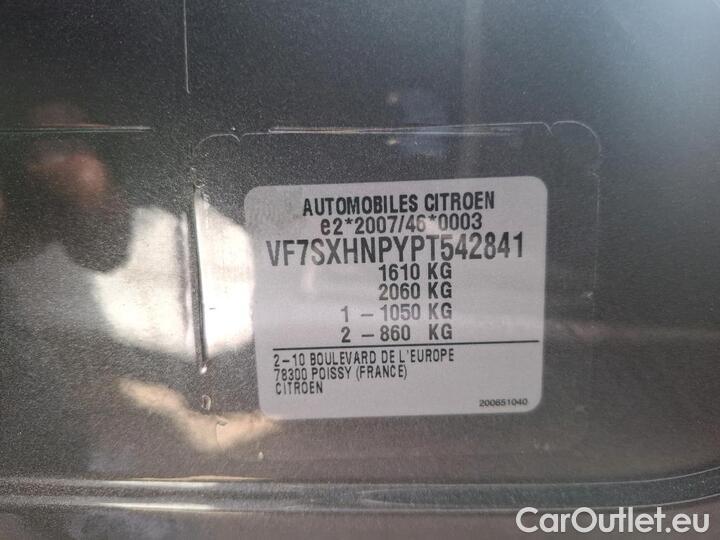 AUTOMOBILES CITROEN
e2*2007/46*0003
VF7SXHNPYPT542841
1610 KG
2060 KG
1 – 1050 KG
2 – 860 KG
2–10 BOULEVARD DE L'EUROPE
78300 POISSY (FRANCE)
CITROEN
200651040
CarOutlet.eu